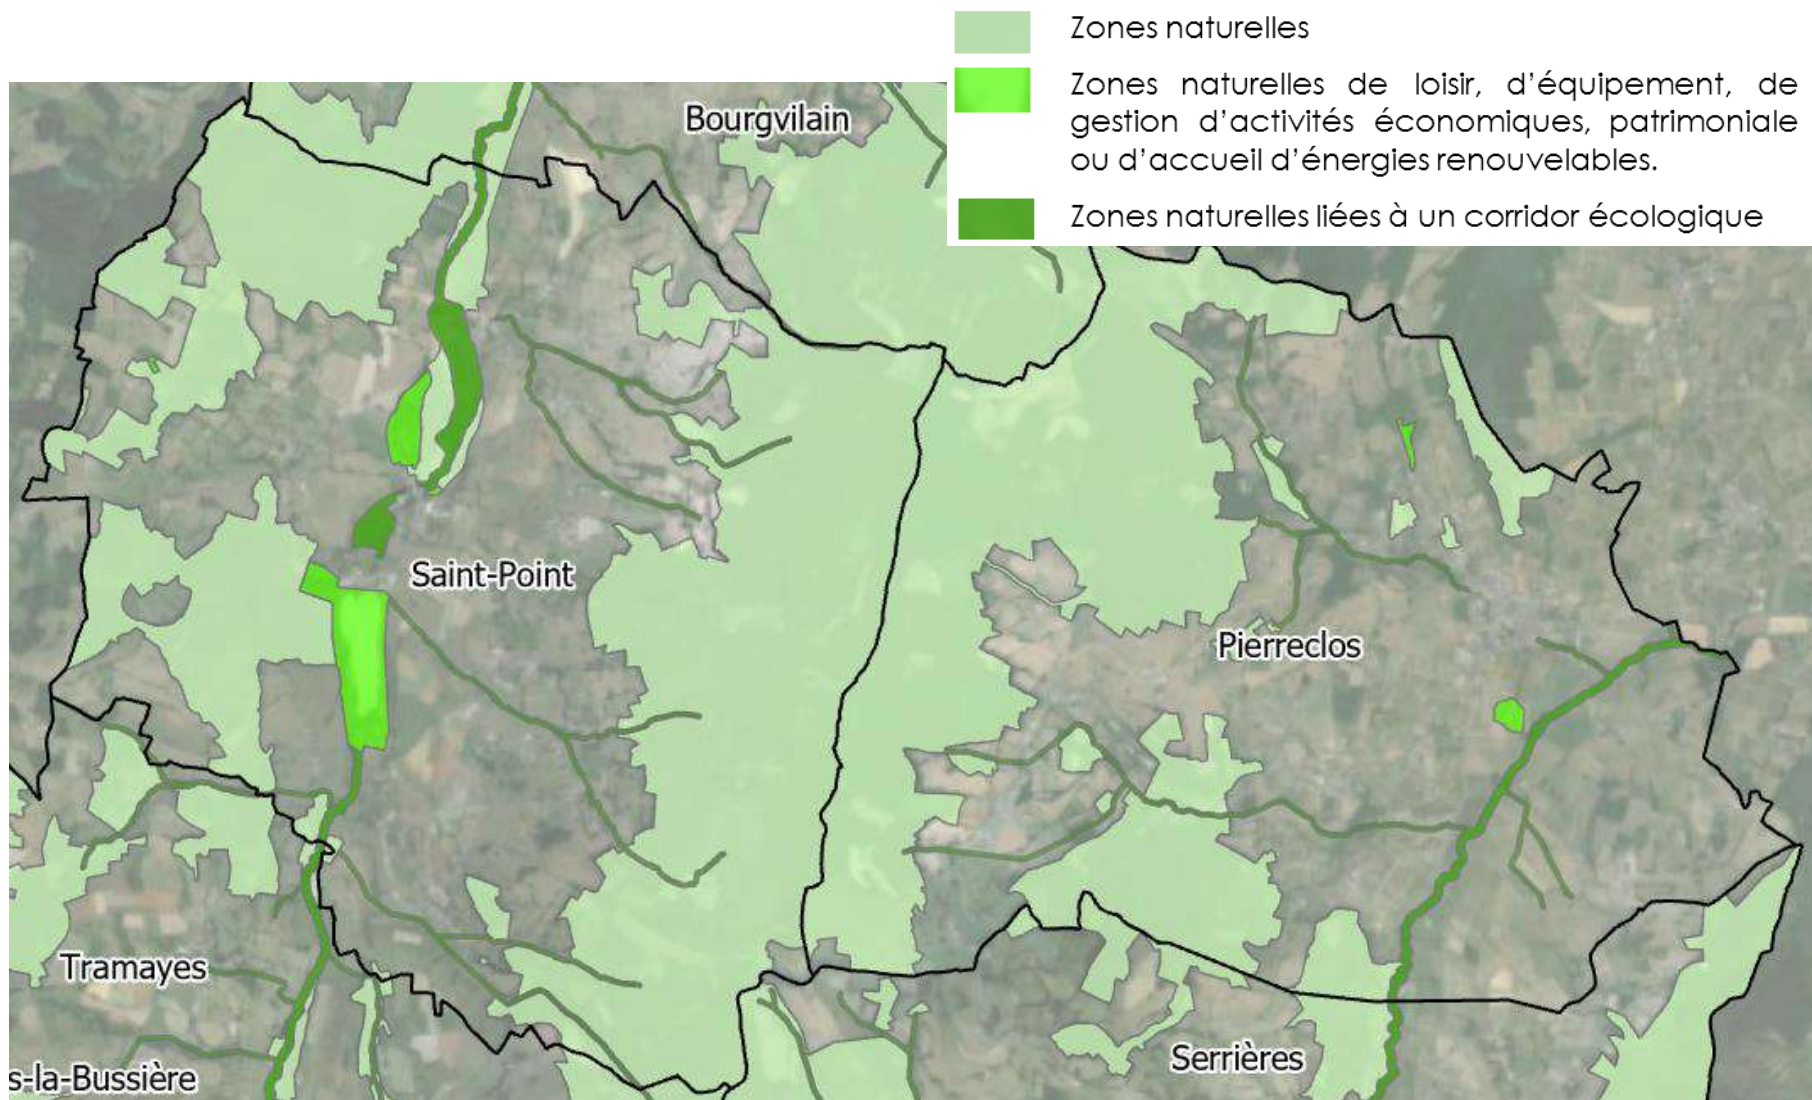 Zones naturelles
Zones naturelles de loisir, d'équipement, de
gestion d'activités économiques, patrimoniale
ou d'accueil d'énergies renouvelables.
Zones naturelles liées à un corridor écologique
Bourgvilain
Saint-Point
Pierreclos
Tramayes
Serrières
s-la-Bussière